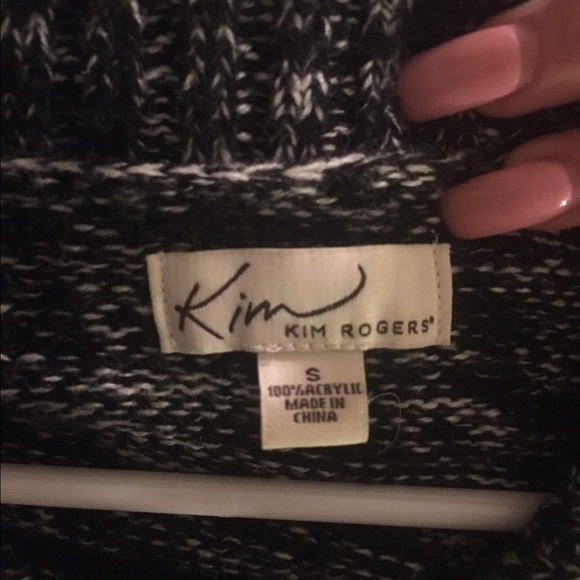 Kim
KIM ROGERS®
S
100%ACRYLIC
MADE IN
CHINA